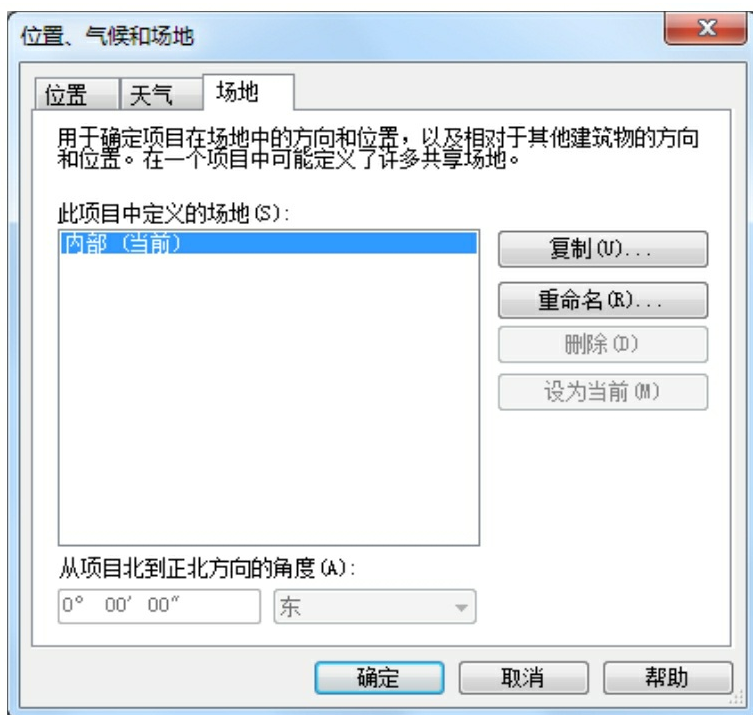 位置、气候和场地
位置 天气 场地
用于确定项目在场地中的方向和位置，以及相对于其他建筑物的方向
和位置。在一个项目中可能定义了许多共享场地。
此项目中定义的场地(S):
内部 (当前)
复制(U)...
重命名(R)...
删除(D)
设为当前(M)
从项目北到正北方向的角度(A):
0° 00′ 00″ 东
确定 取消 帮助